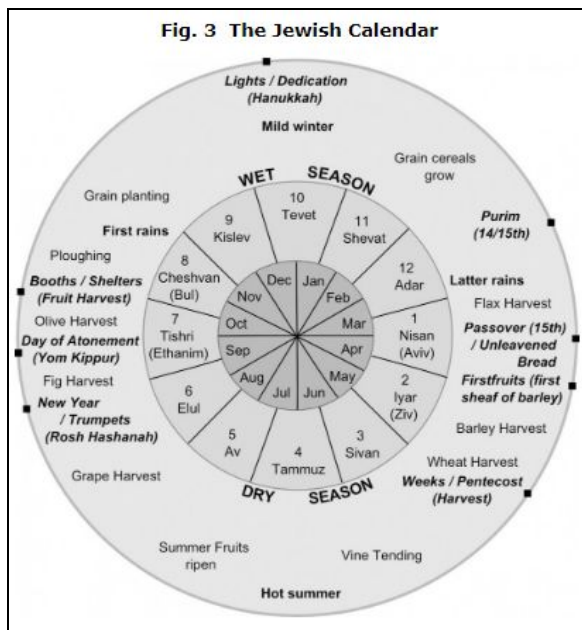 Fig. 3 The Jewish Calendar
Lights / Dedication
(Hanukkah)
Mild winter
Grain cereals
grow
WET SEASON
Grain planting
10
Tevet
11
Shevat
9
Kislev
Purim
(14/15th)
First rains
Ploughing
8
Cheshvan
(Bul)
12
Adar
Latter rains
Dec
Jan
Nov
Feb
Booths / Shelters
(Fruit Harvest)
Flax Harvest
Olive Harvest
7
Tishri
(Ethanim)
Oct
Mar
1
Nisan
(Aviv)
Passover (15th)
/ Unleavened
Bread
Day of Atonement
(Yom Kippur)
Sep
Apr
Fig Harvest
6
Elul
Aug
May
2
Iyar
(Ziv)
Firstfruits (first
sheaf of barley)
Jul
Jun
New Year
/ Trumpets
(Rosh Hashanah)
Barley Harvest
5
Av
4
Tammuz
3
Sivan
Wheat Harvest
Grape Harvest
Weeks / Pentecost
(Harvest)
DRY SEASON
Summer Fruits
ripen
Vine Tending
Hot summer